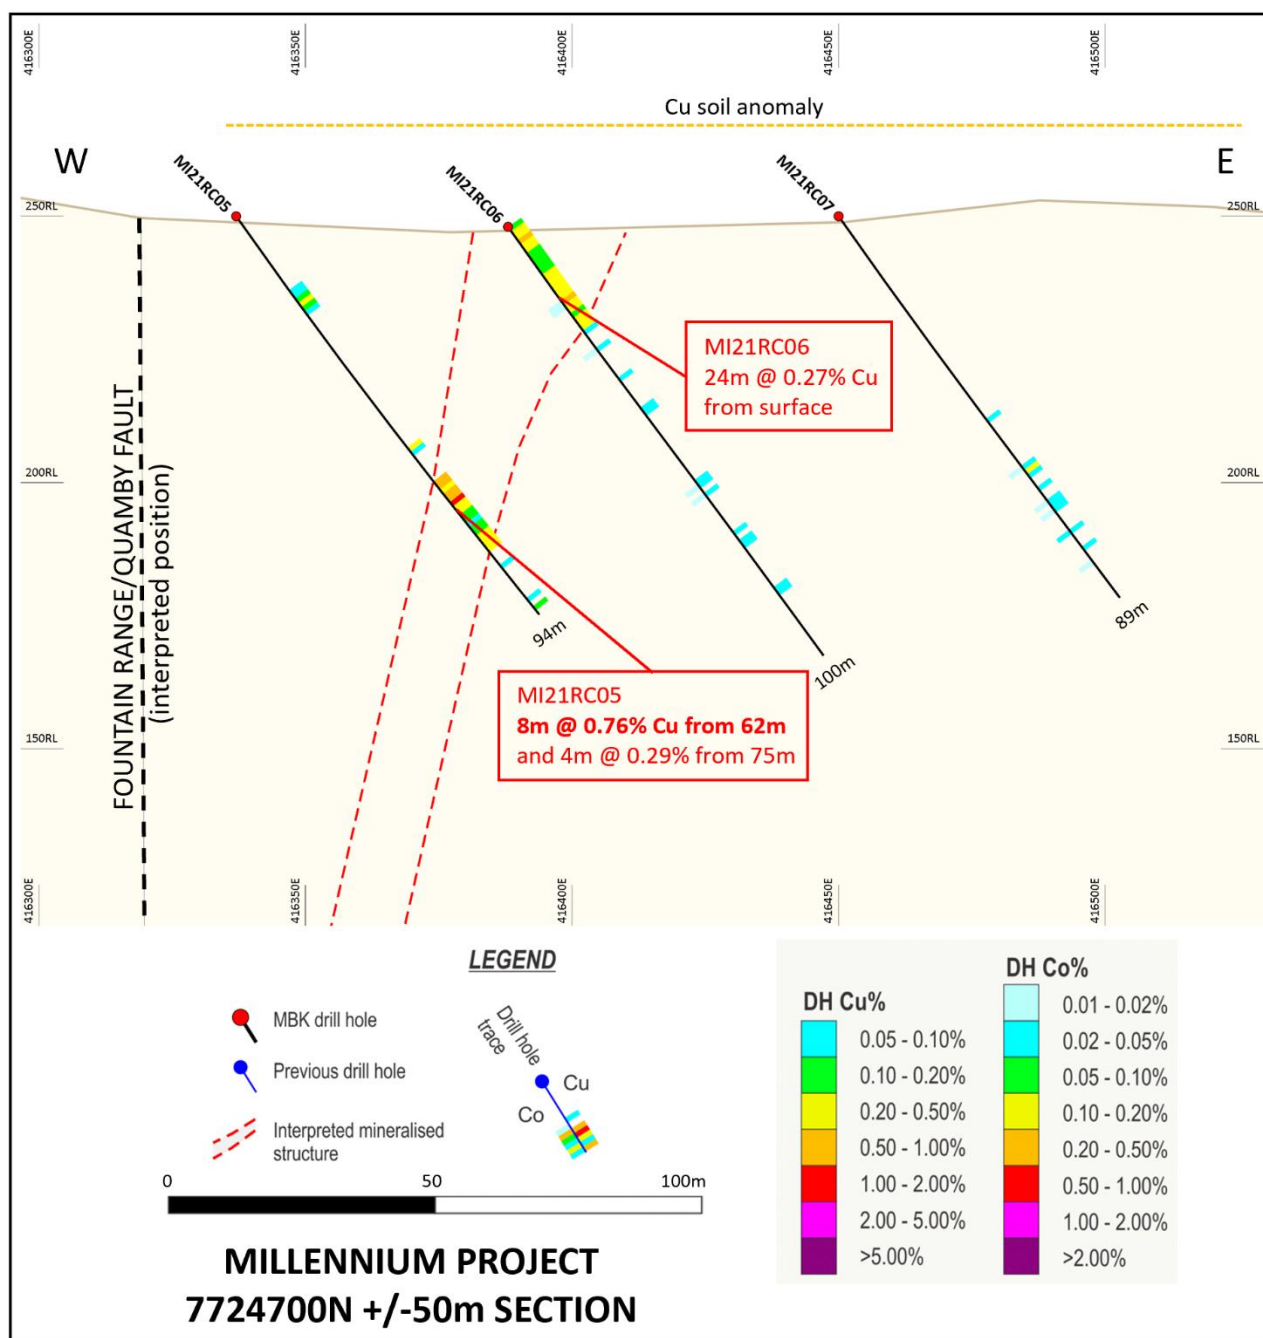 416300E
416350E
416400E
416450E
416500E
Cu soil anomaly
W
E
MI21RC05
MI21RC06
MI21RC07
250RL
250RL
MI21RC06
24m @ 0.27% Cu
from surface
200RL
200RL
FOUNTAIN RANGE/QUAMBY FAULT
(interpreted position)
94m
100m
89m
MI21RC05
8m @ 0.76% Cu from 62m
and 4m @ 0.29% from 75m
150RL
150RL
416300E
416350E
416400E
416450E
416500E
LEGEND
MBK drill hole
Previous drill hole
Interpreted mineralised
structure
Drill hole
trace
Cu
Co
0
50
100m
DH Cu%
0.05 - 0.10%
0.10 - 0.20%
0.20 - 0.50%
0.50 - 1.00%
1.00 - 2.00%
2.00 - 5.00%
>5.00%
DH Co%
0.01 - 0.02%
0.02 - 0.05%
0.05 - 0.10%
0.10 - 0.20%
0.20 - 0.50%
0.50 - 1.00%
1.00 - 2.00%
>2.00%
MILLENNIUM PROJECT
7724700N +/-50m SECTION